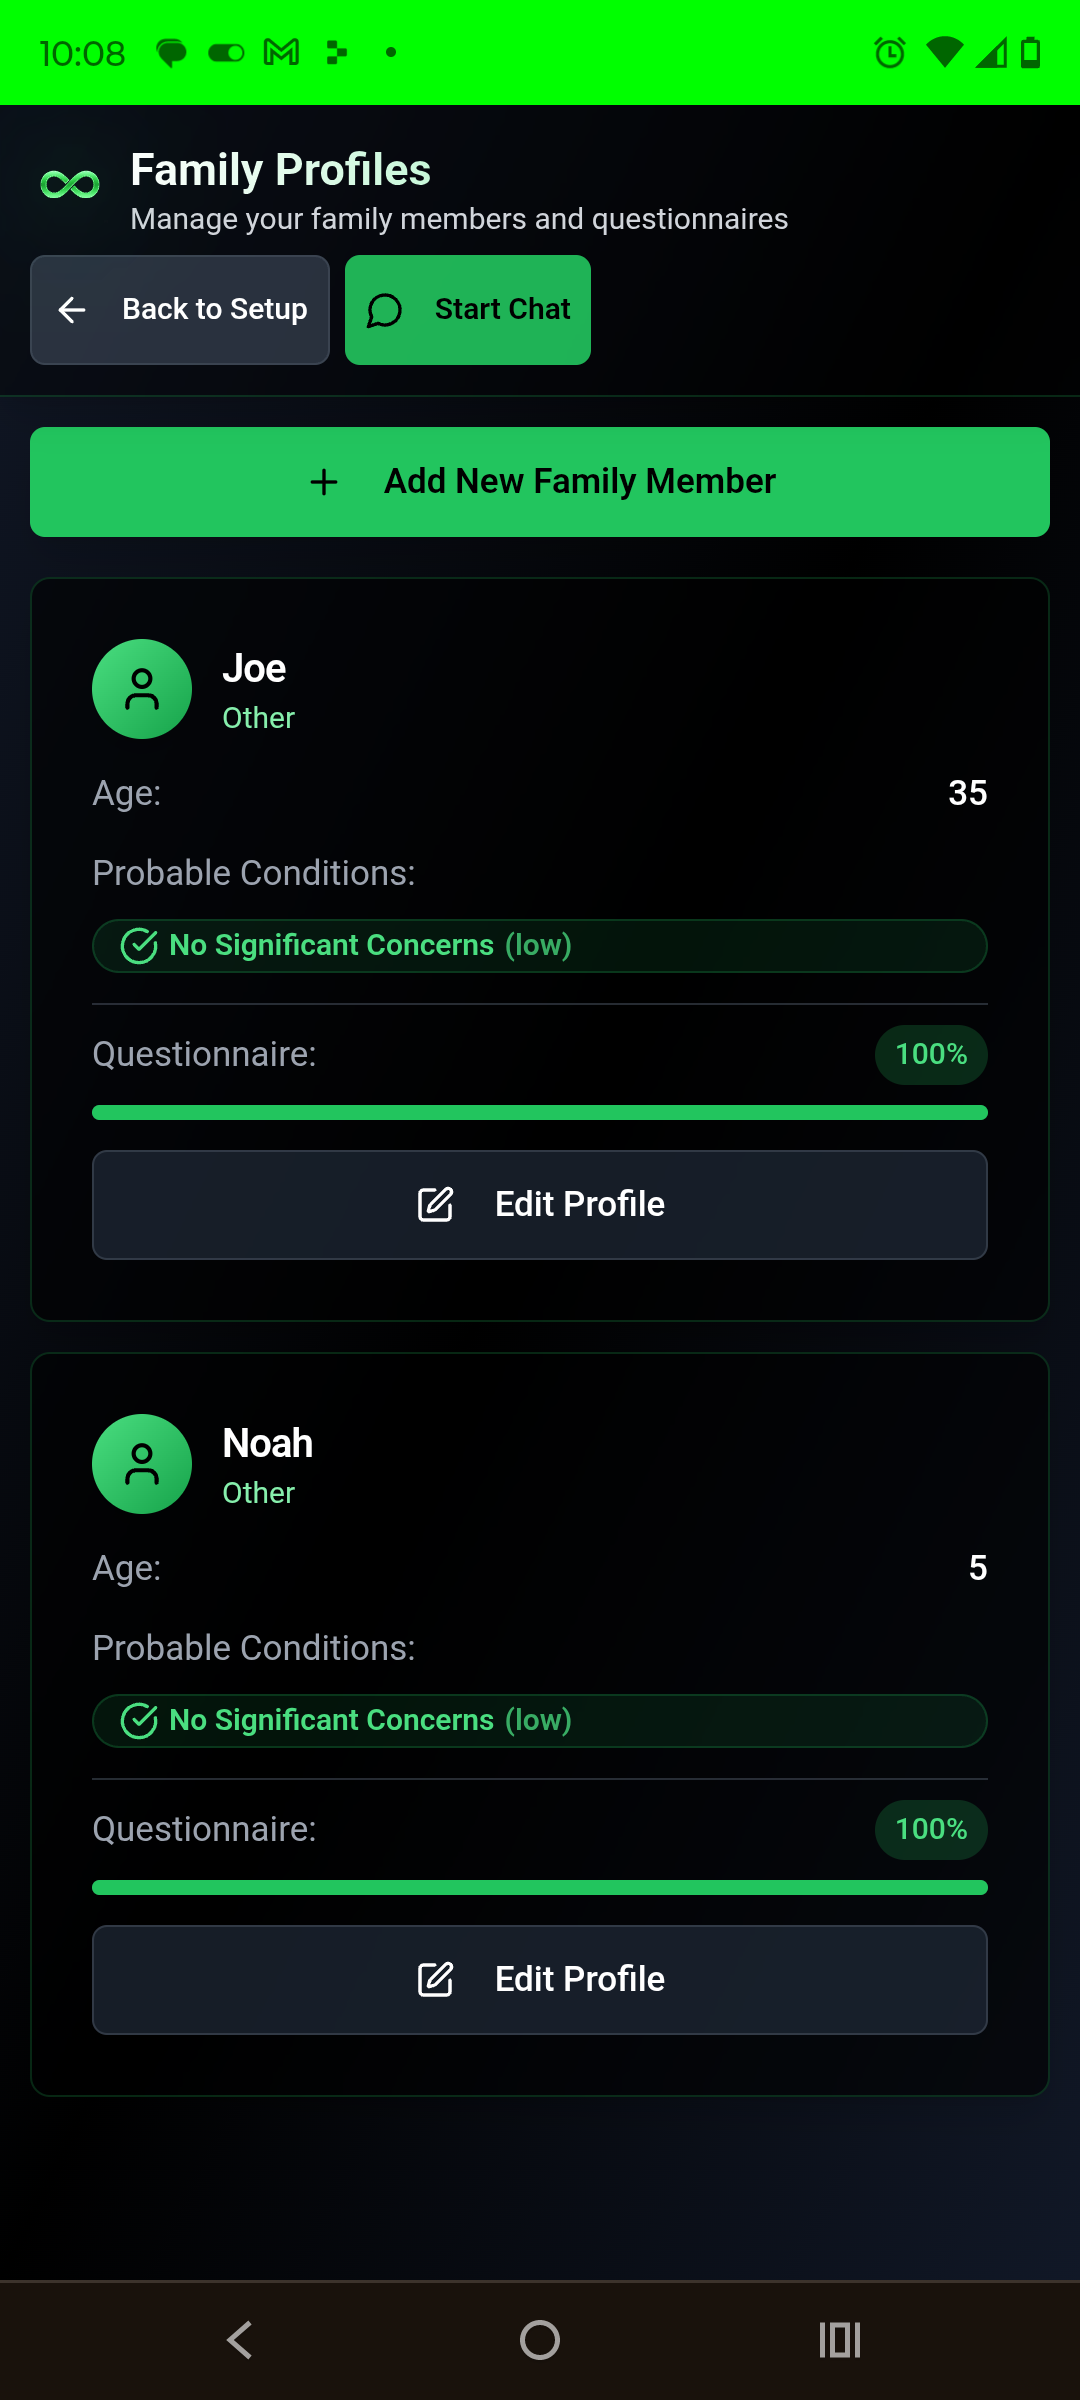 10:08
Family Profiles
Manage your family members and questionnaires
Back to Setup
Start Chat
Add New Family Member
Joe
Other
Age: 35
Probable Conditions:
No Significant Concerns (low)
Questionnaire: 100%
Edit Profile
Noah
Other
Age: 5
Probable Conditions:
No Significant Concerns (low)
Questionnaire: 100%
Edit Profile